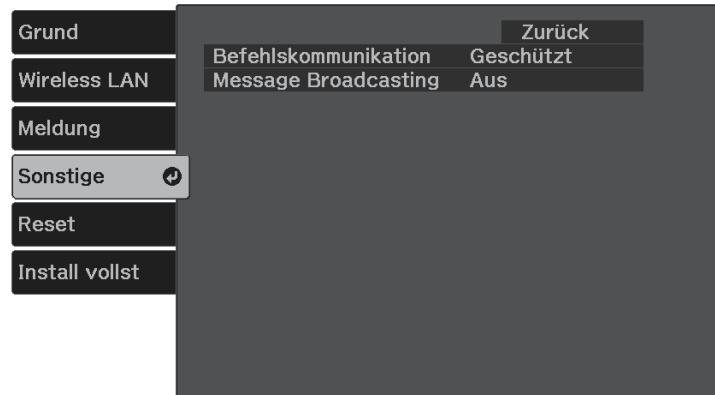 Grund
Wireless LAN
Meldung
Sonstige
Reset
Install vollst
Zurück
Befehlskommunikation Geschützt
Message Broadcasting Aus